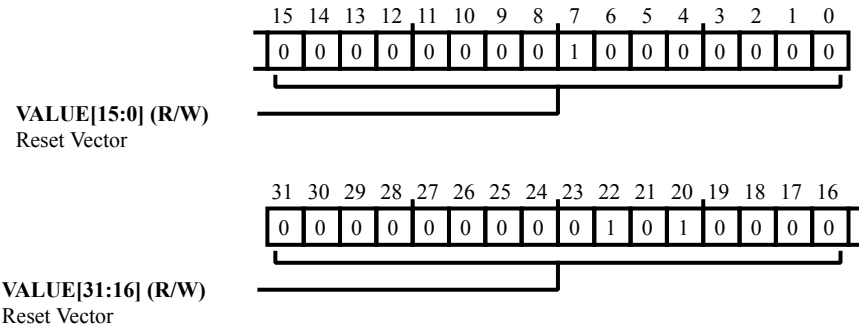 15 14 13 12 11 10 9 8 7 6 5 4 3 2 1 0
0 0 0 0 0 0 0 0 1 0 0 0 0 0 0 0
VALUE[15:0] (R/W)
Reset Vector
31 30 29 28 27 26 25 24 23 22 21 20 19 18 17 16
0 0 0 0 0 0 0 0 0 1 0 1 0 0 0 0
VALUE[31:16] (R/W)
Reset Vector